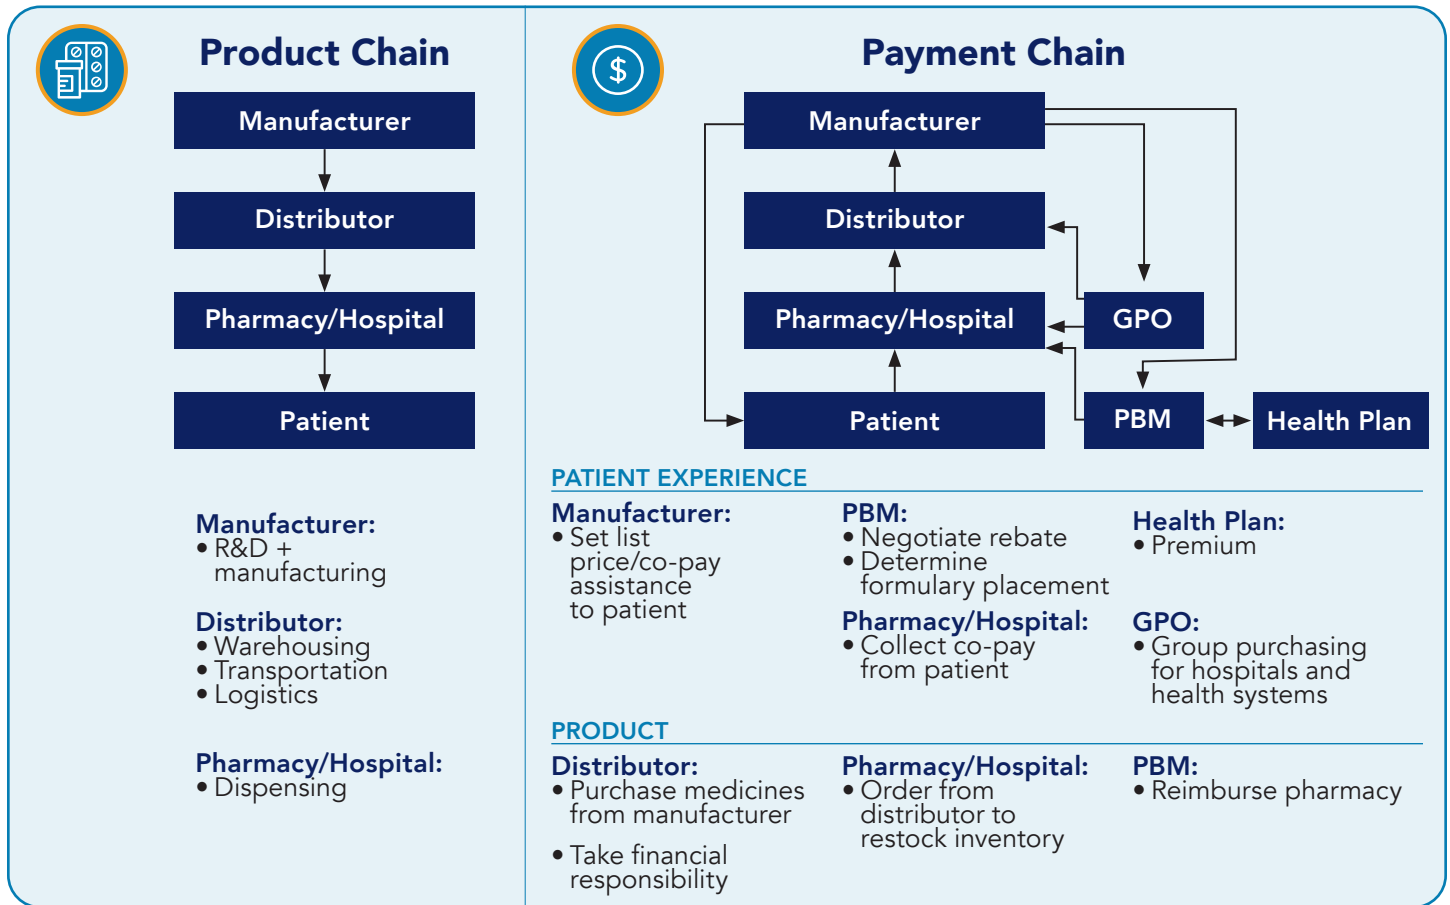 Product Chain
Manufacturer
Distributor
Pharmacy/Hospital
Patient
Manufacturer:
• R&D +
manufacturing
Distributor:
• Warehousing
• Transportation
• Logistics
Pharmacy/Hospital:
• Dispensing
$
Payment Chain
Manufacturer
Distributor
Pharmacy/Hospital
GPO
Patient
PBM
Health Plan
PATIENT EXPERIENCE
Manufacturer:
• Set list
price/co-pay
assistance
to patient
PBM:
• Negotiate rebate
• Determine
formulary placement
Health Plan:
• Premium
Pharmacy/Hospital:
• Collect co-pay
from patient
GPO:
• Group purchasing
for hospitals and
health systems
PRODUCT
Distributor:
• Purchase medicines
from manufacturer
• Take financial
responsibility
Pharmacy/Hospital:
• Order from
distributor to
restock inventory
PBM:
• Reimburse pharmacy